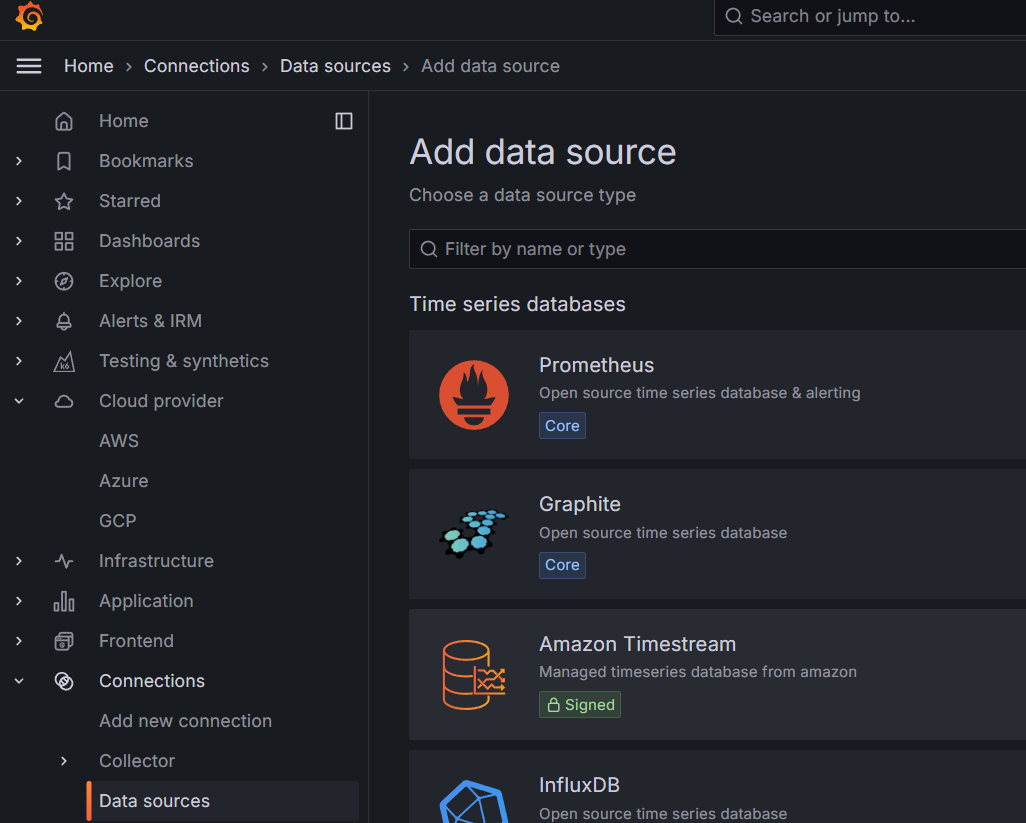 Search or jump to...
Home › Connections › Data sources › Add data source
Home
Bookmarks
Starred
Dashboards
Explore
Alerts & IRM
k6
Testing & synthetics
Cloud provider
AWS
Azure
GCP
Infrastructure
Application
Frontend
Connections
Add new connection
Collector
Data sources
Add data source
Choose a data source type
Filter by name or type
Time series databases
Prometheus
Open source time series database & alerting
Core
Graphite
Open source time series database
Core
Amazon Timestream
Managed timeseries database from amazon
Signed
InfluxDB
Open source time series database